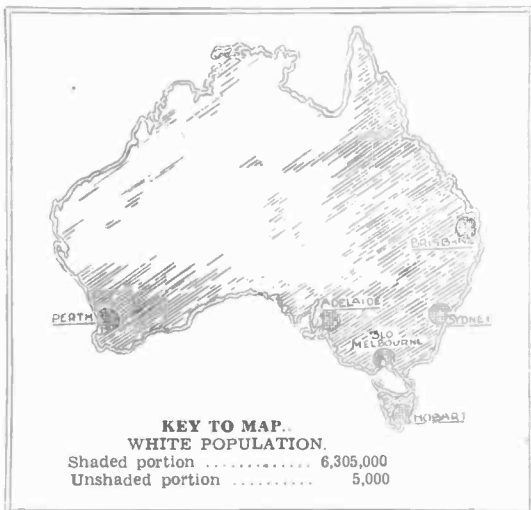 BRISBANE
ADELAIDE
PERTH
SYDNEY
3LO
MELBOURNE
HOBART
KEY TO MAP.
WHITE POPULATION.
Shaded portion ............. 6,305,000
Unshaded portion .......... 5,000